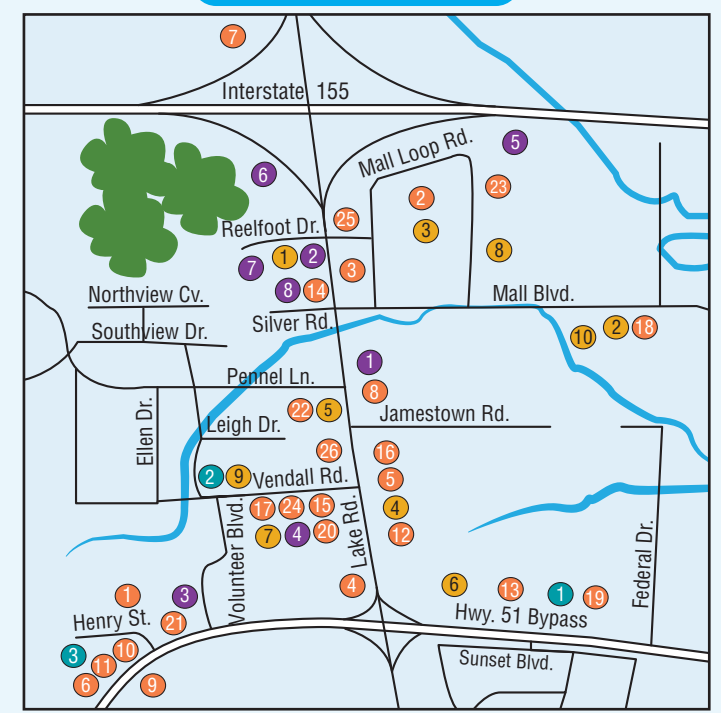 7
Interstate 155
5
Mall Loop Rd.
6
23
2
25
Reelfoot Dr.
3
8
1
2
7
3
8
14
Northview Cv.
Mall Blvd.
Silver Rd.
Southview Dr.
10
2
18
1
Pennel Ln.
8
22
5
Jamestown Rd.
Ellen Dr.
Leigh Dr.
26
16
2
9
Vendall Rd.
5
17
24
15
4
Volunteer Blvd.
7
4
20
Lake Rd.
12
Federal Dr.
4
6
13
1
19
1
3
Henry St.
21
Hwy. 51 Bypass
3
11
10
6
9
Sunset Blvd.